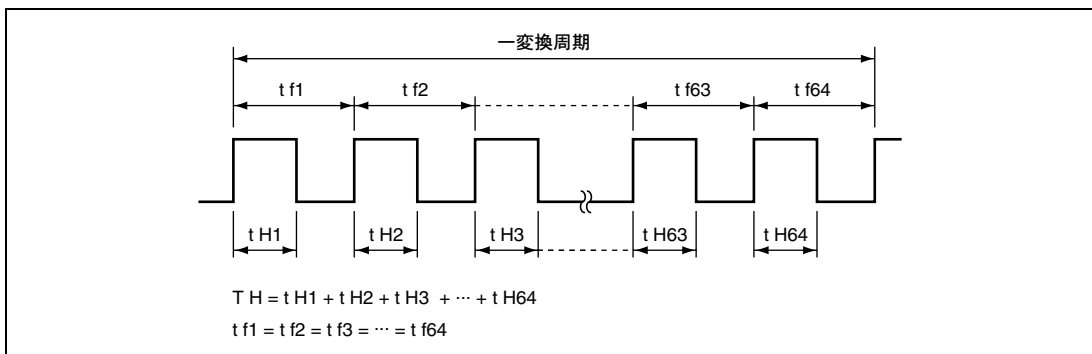 一変換周期
t f1 t f2 t f63 t f64
t H1 t H2 t H3 t H63 t H64
T H = t H1 + t H2 + t H3 + ··· + t H64
t f1 = t f2 = t f3 = ··· = t f64